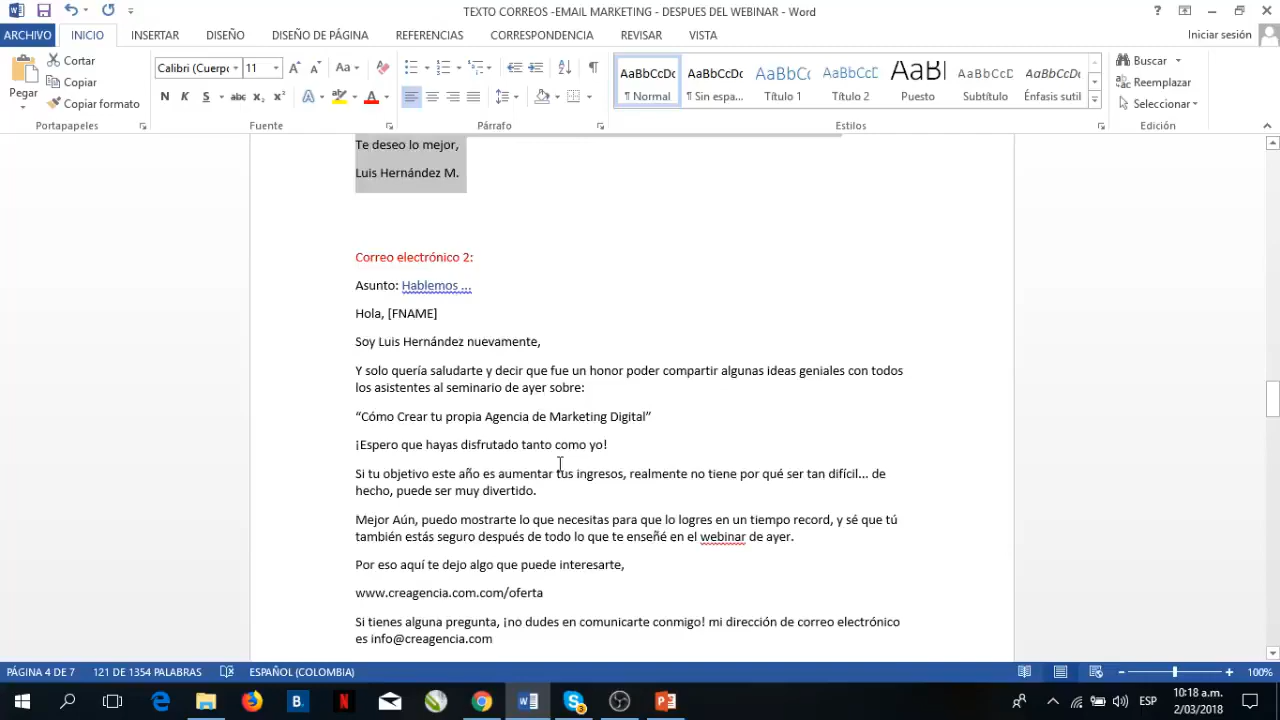 TEXTO CORREOS -EMAIL MARKETING - DESPUES DEL WEBINAR - Word
ARCHIVO INICIO INSERTAR DISEÑO DISEÑO DE PÁGINA REFERENCIAS CORRESPONDENCIA REVISAR VISTA Iniciar sesión
Pegar
Cortar
Copiar
Copiar formato
Portapapeles
Calibri (Cuerpo 11
N K S abc x₂ x²
Fuente
Párrafo
AaBbCcDc AaBbCcDc AaBbCc AaBbCcD AaBl AaBbCcD AaBbCcDc
¶ Normal ¶ Sin espa... Título 1 Título 2 Puesto Subtítulo Énfasis sutil
Estilos
Buscar
Reemplazar
Seleccionar
Edición
Te deseo lo mejor,
Luis Hernández M.
Correo electrónico 2:
Asunto: Hablemos ...
Hola, [FNAME]
Soy Luis Hernández nuevamente,
Y solo quería saludarte y decir que fue un honor poder compartir algunas ideas geniales con todos
los asistentes al seminario de ayer sobre:
“Cómo Crear tu propia Agencia de Marketing Digital”
¡Espero que hayas disfrutado tanto como yo!
Si tu objetivo este año es aumentar tus ingresos, realmente no tiene por qué ser tan difícil... de
hecho, puede ser muy divertido.
Mejor Aún, puedo mostrarte lo que necesitas para que lo logres en un tiempo record, y sé que tú
también estás seguro después de todo lo que te enseñé en el webinar de ayer.
Por eso aquí te dejo algo que puede interesarte,
www.creagencia.com.com/oferta
Si tienes alguna pregunta, ¡no dudes en comunicarte conmigo! mi dirección de correo electrónico
es info@creagencia.com
PÁGINA 4 DE 7 121 DE 1354 PALABRAS ESPAÑOL (COLOMBIA) 100%
ESP
10:18 a.m.
2/03/2018